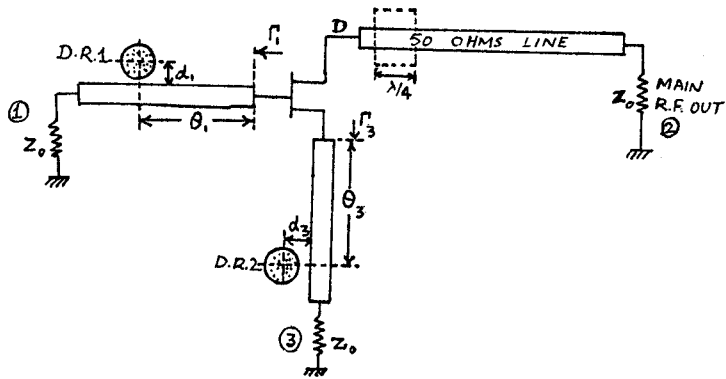 D.R.1
d₁
Γ₁
D
50 OHMS LINE
λ/4
①
Z₀
θ₁
Γ₃
Z₀
MAIN
R.F. OUT
②
θ₃
d₃
D.R.2
③
Z₀